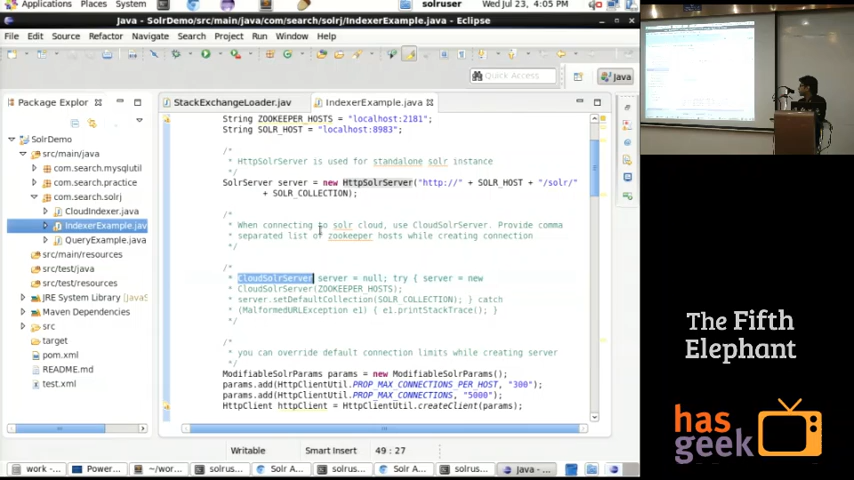 Applications Places System
solruser
Wed Jul 23, 4:05 PM
Java - SolrDemo/src/main/java/com/search/solrj/IndexerExample.java - Eclipse
File Edit Source Refactor Navigate Search Project Run Window Help
Quick Access
Java
Package Explor
StackExchangeLoader.jav
IndexerExample.java
SolrDemo
src/main/java
com.search.mysqlutil
com.search.practice
com.search.solrj
CloudIndexer.java
IndexerExample.jav
QueryExample.java
src/main/resources
src/test/java
src/test/resources
JRE System Library [
Maven Dependencies
src
target
pom.xml
README.md
test.xml
String ZOOKEEPER_HOSTS = "localhost:2181";
String SOLR_HOST = "localhost:8983";
/*
* HttpSolrServer is used for standalone solr instance
*/
SolrServer server = new HttpSolrServer("http://" + SOLR_HOST + "/solr/"
+ SOLR_COLLECTION);
/*
* When connecting to solr cloud, use CloudSolrServer. Provide comma
* separated list of zookeeper hosts while creating connection
*/
/*
* CloudSolrServer server = null; try { server = new
* CloudSolrServer(ZOOKEEPER_HOSTS);
* server.setDefaultCollection(SOLR_COLLECTION); } catch
* (MalformedURLException e1) { e1.printStackTrace(); }
*/
/*
* you can override default connection limits while creating server
*/
ModifiableSolrParams params = new ModifiableSolrParams();
params.add(HttpClientUtil.PROP_MAX_CONNECTIONS_PER_HOST, "300");
params.add(HttpClientUtil.PROP_MAX_CONNECTIONS, "5000");
HttpClient httpClient = HttpClientUtil.createClient(params);
Writable
Smart Insert
49 : 27
work -...
Power...
~/wo...
solrus...
Solr A...
solrus...
Solr A...
solrus...
Java - ...
The Fifth
Elephant
has
geek